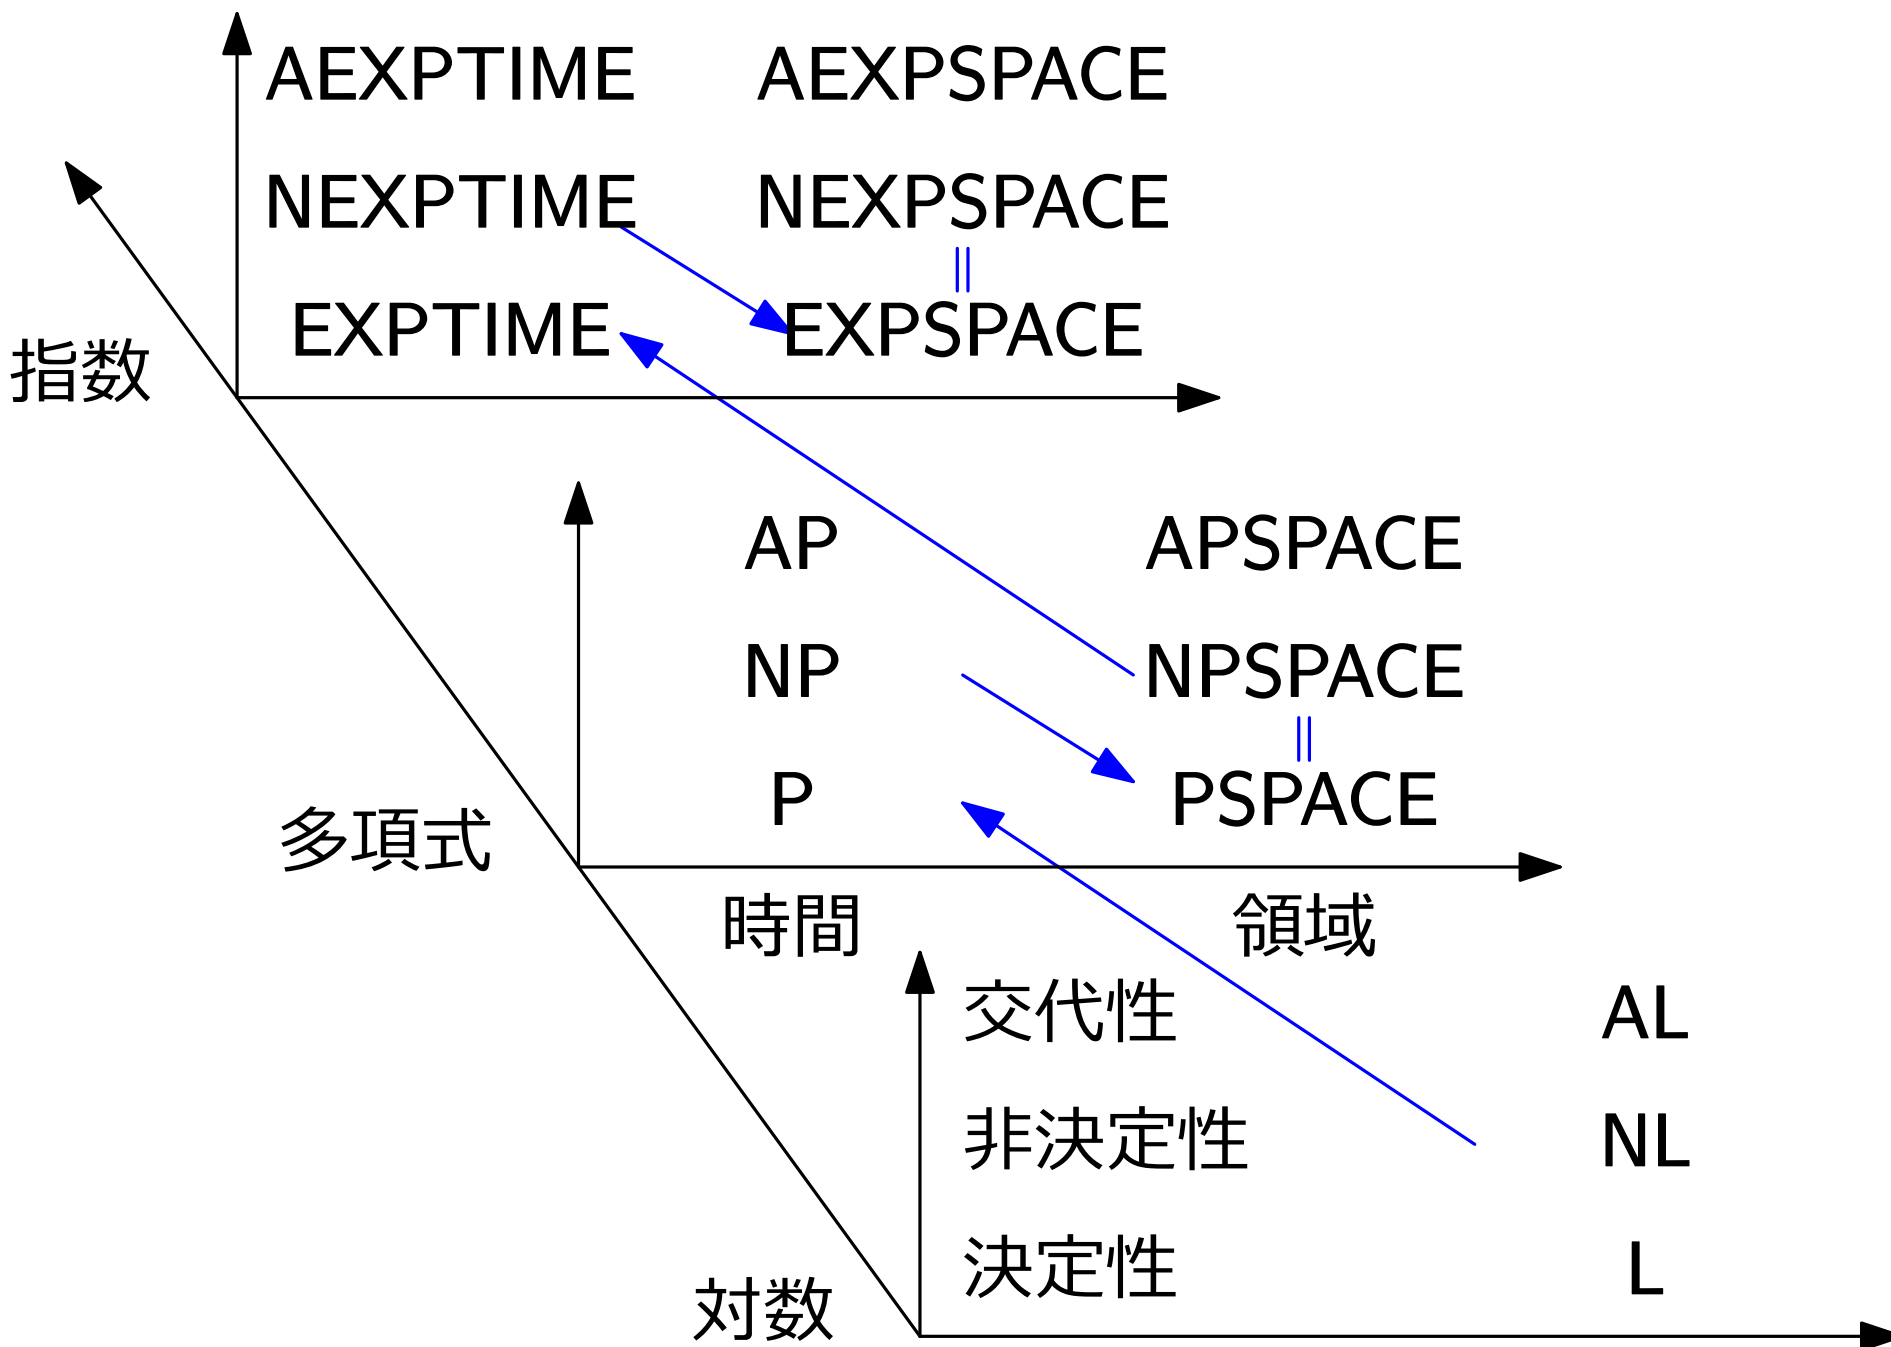 AEXPTIME AEXPSPACE
NEXPTIME NEXPSPACE
EXPTIME EXPSPACE
指数
AP APSPACE
NP NPSPACE
P PSPACE
多項式
時間 領域
交代性 AL
非決定性 NL
決定性 L
対数